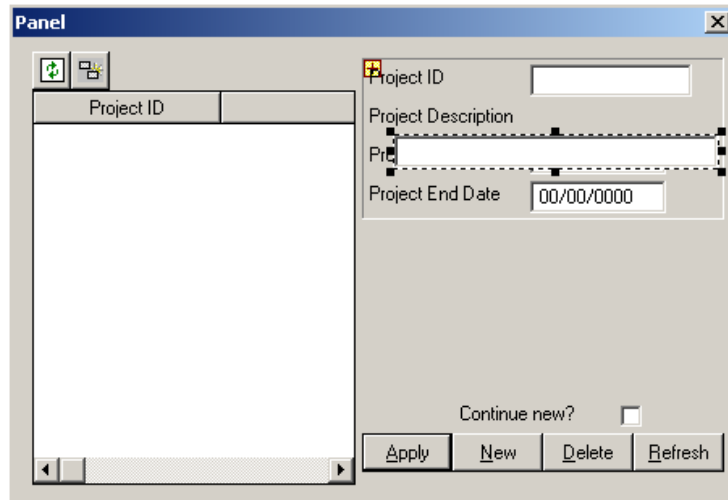 Panel
Project ID
Project ID
Project Description
Project End Date
00/00/0000
Continue new?
Apply
New
Delete
Refresh